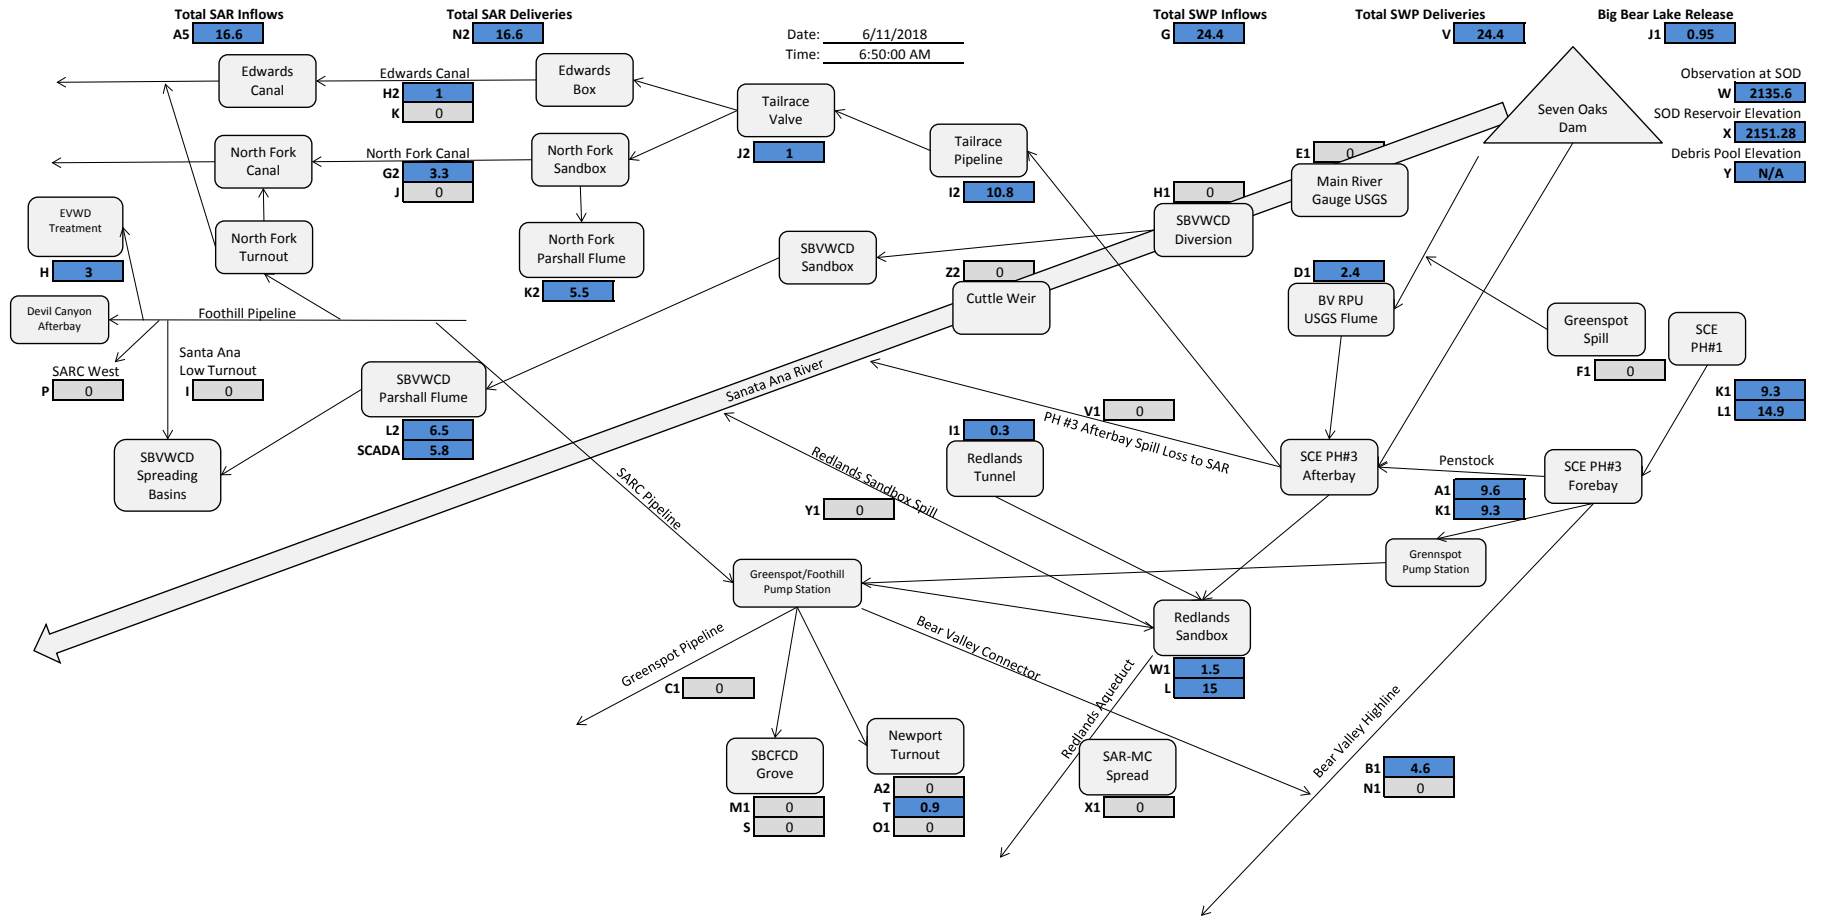 Total SAR Inflows
A5 16.6
Total SAR Deliveries
N2 16.6
Date: 6/11/2018
Time: 6:50:00 AM
Total SWP Inflows
G 24.4
Total SWP Deliveries
V 24.4
Big Bear Lake Release
J1 0.95
Observation at SOD
W 2135.6
SOD Reservoir Elevation
X 2151.28
Debris Pool Elevation
Y N/A
Seven Oaks
Dam
Edwards
Canal
Edwards Canal
H2 1
K 0
Edwards
Box
Tailrace
Valve
J2 1
Tailrace
Pipeline
I2 10.8
North Fork
Canal
North Fork Canal
G2 3.3
J 0
North Fork
Sandbox
E1 0
Main River
Gauge USGS
H1 0
SBVWCD
Diversion
EVWD
Treatment
H 3
North Fork
Turnout
North Fork
Parshall Flume
K2 5.5
SBVWCD
Sandbox
Z2 0
Cuttle Weir
D1 2.4
BV RPU
USGS Flume
Greenspot
Spill
F1 0
SCE
PH#1
K1 9.3
L1 14.9
Devil Canyon
Afterbay
Foothill Pipeline
SARC West
P 0
Santa Ana
Low Turnout
I 0
SBVWCD
Parshall Flume
L2 6.5
SCADA 5.8
Sanata Ana River
V1 0
PH #3 Afterbay Spill Loss to SAR
I1 0.3
Redlands
Tunnel
SCE PH#3
Afterbay
Penstock
A1 9.6
K1 9.3
SCE PH#3
Forebay
SBVWCD
Spreading
Basins
SARC Pipeline
Redlands Sandbox Spill
Y1 0
Grennspot
Pump Station
Greenspot/Foothill
Pump Station
Redlands
Sandbox
W1 1.5
L 15
Greenspot Pipeline
C1 0
Bear Valley Connector
Redlands Aqueduct
Bear Valley Highline
SBCFCD
Grove
M1 0
S 0
Newport
Turnout
A2 0
T 0.9
O1 0
SAR-MC
Spread
X1 0
B1 4.6
N1 0